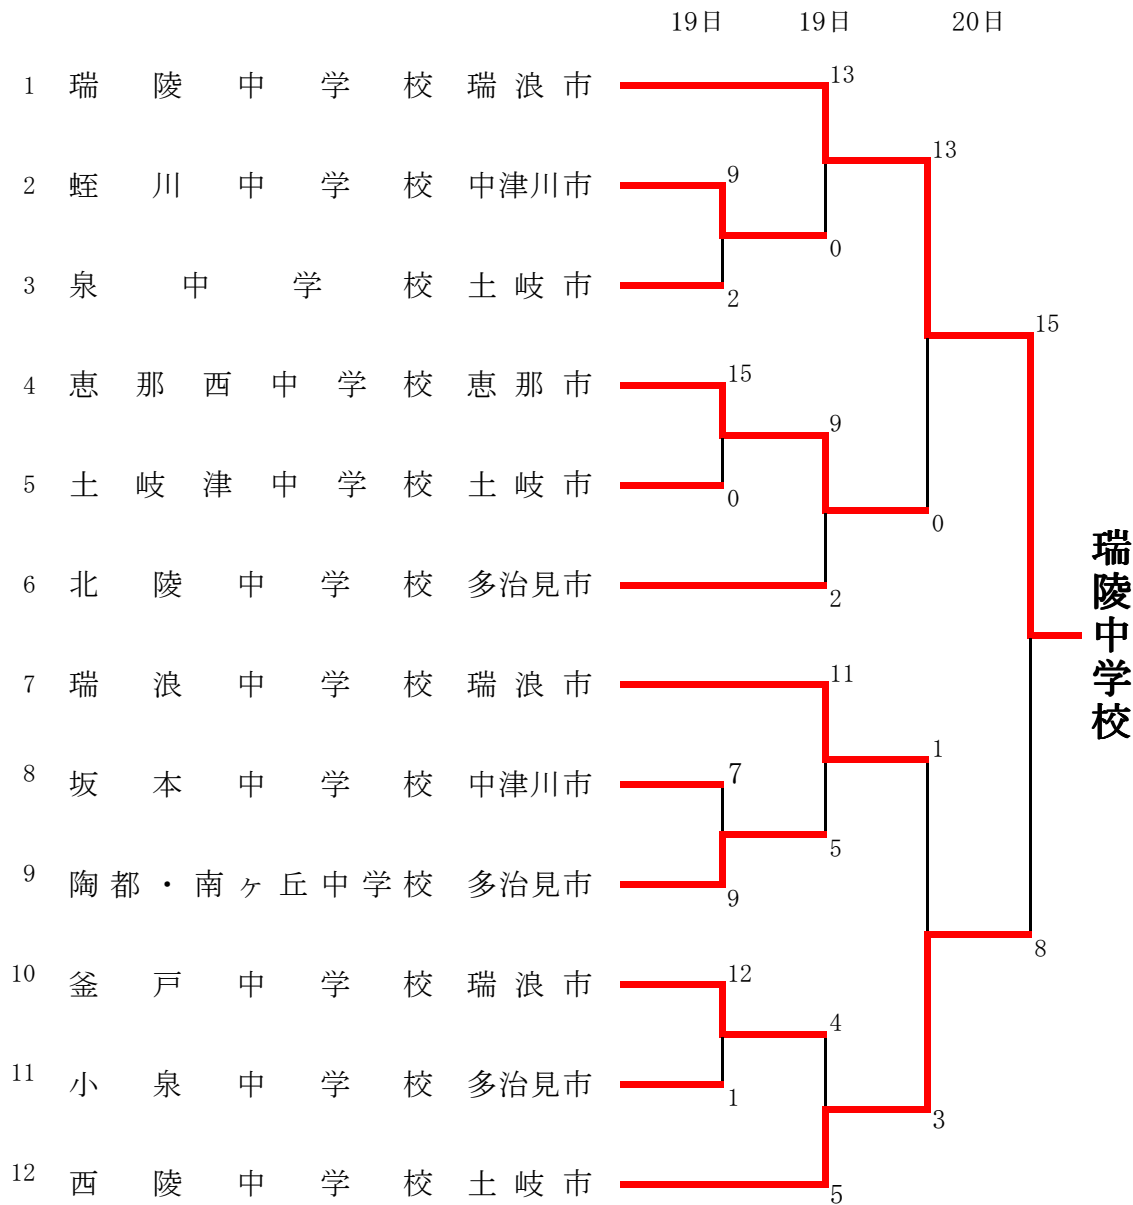 19日 19日 20日
1 瑞陵中学校 瑞浪市
13
13
2 蛭川中学校 中津川市
9
0
3 泉中学校 土岐市
2
15
4 恵那西中学校 恵那市
15
9
5 土岐津中学校 土岐市
0
0
6 北陵中学校 多治見市
2
瑞陵中学校
7 瑞浪中学校 瑞浪市
11
1
8 坂本中学校 中津川市
7
5
9 陶都・南ヶ丘中学校 多治見市
9
8
10 釜戸中学校 瑞浪市
12
4
11 小泉中学校 多治見市
1
3
12 西陵中学校 土岐市
5